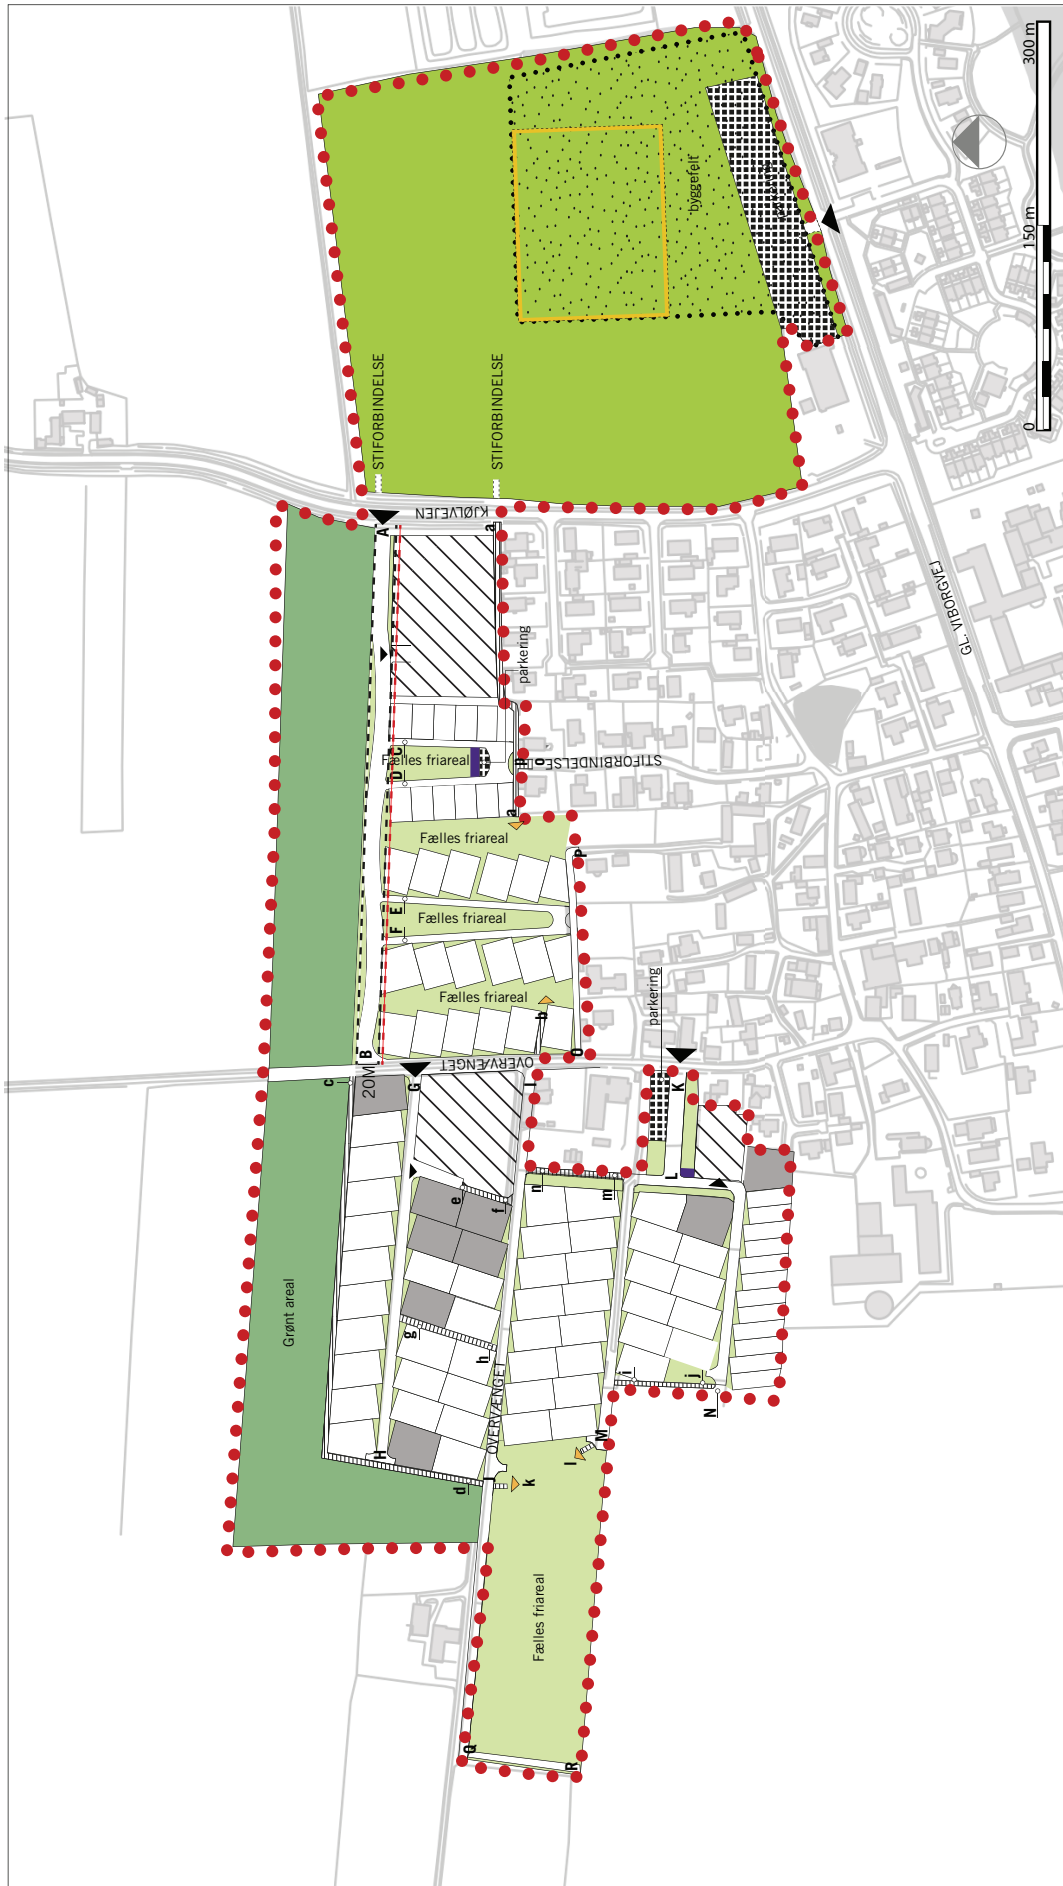 300 m
150 m
0
byggefelt
STIFORBINDELSE
STIFORBINDELSE
KJØLVEJEN
A
a
parkering
GL. VIBORGVEJ
C
Fælles friareal
D
p
o
STIFORBINDELSE
a
Fælles friareal
P
E
Fælles friareal
F
Fælles friareal
b
B
O
OVERVÆNGET
20M
c
G
I
parkering
K
L
e
f
n
m
Grønt areal
g
h
i
j
N
OVERVÆNGET
H
M
l
J
d
k
Fælles friareal
Q
R